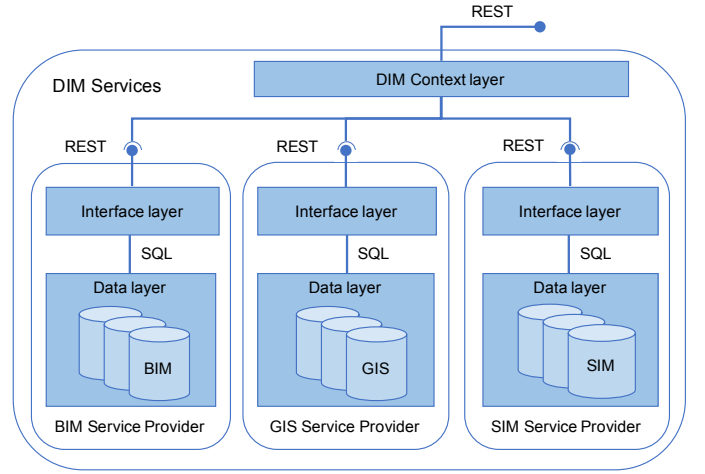 REST
DIM Context layer
DIM Services
REST
REST
REST
Interface layer
Interface layer
Interface layer
SQL
SQL
SQL
Data layer
Data layer
Data layer
BIM
GIS
SIM
BIM Service Provider
GIS Service Provider
SIM Service Provider